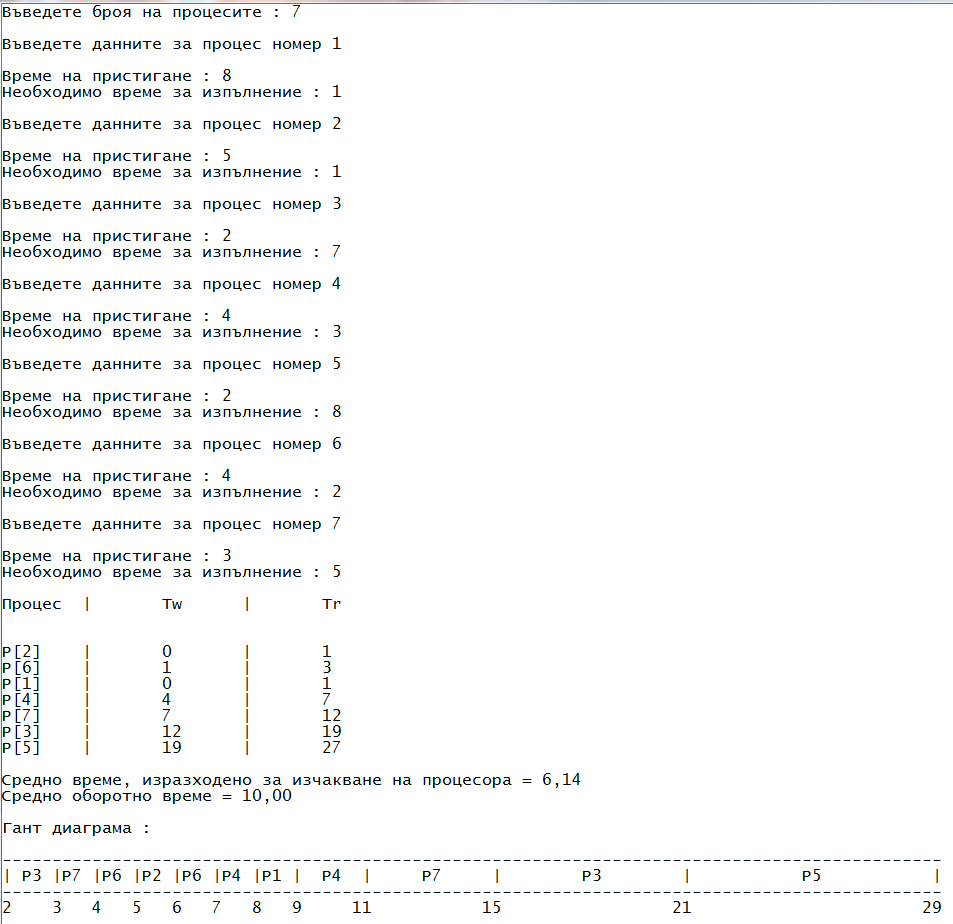 Въведете броя на процесите : 7
Въведете данните за процес номер 1
Време на пристигане : 8
Необходимо време за изпълнение : 1
Въведете данните за процес номер 2
Време на пристигане : 5
Необходимо време за изпълнение : 1
Въведете данните за процес номер 3
Време на пристигане : 2
Необходимо време за изпълнение : 7
Въведете данните за процес номер 4
Време на пристигане : 4
Необходимо време за изпълнение : 3
Въведете данните за процес номер 5
Време на пристигане : 2
Необходимо време за изпълнение : 8
Въведете данните за процес номер 6
Време на пристигане : 4
Необходимо време за изпълнение : 2
Въведете данните за процес номер 7
Време на пристигане : 3
Необходимо време за изпълнение : 5
Процес | Tw | Tr
P[2] | 0 | 1
P[6] | 1 | 3
P[1] | 0 | 1
P[4] | 4 | 7
P[7] | 7 | 12
P[3] | 12 | 19
P[5] | 19 | 27
Средно време, изразходено за изчакване на процесора = 6,14
Средно оборотно време = 10,00
Гант диаграма :
----------------------------------------------------------------------------------------------
| P3 |P7 |P6 |P2 |P6 |P4 |P1 | P4 | P7 | P3 | P5 |
----------------------------------------------------------------------------------------------
2 3 4 5 6 7 8 9 11 15 21 29